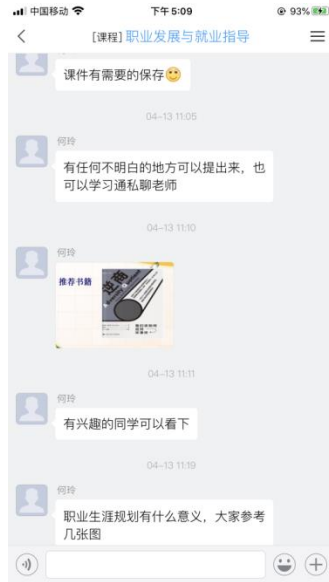 中国移动
下午5:09
93%
[课程]职业发展与就业指导
课件有需要的保存
04-13 11:05
何玲
有任何不明白的地方可以提出来，也
可以学习通私聊老师
04-13 11:10
何玲
推荐书籍
逆商
04-13 11:11
何玲
有兴趣的同学可以看下
04-13 11:19
何玲
职业生涯规划有什么意义，大家参考
几张图